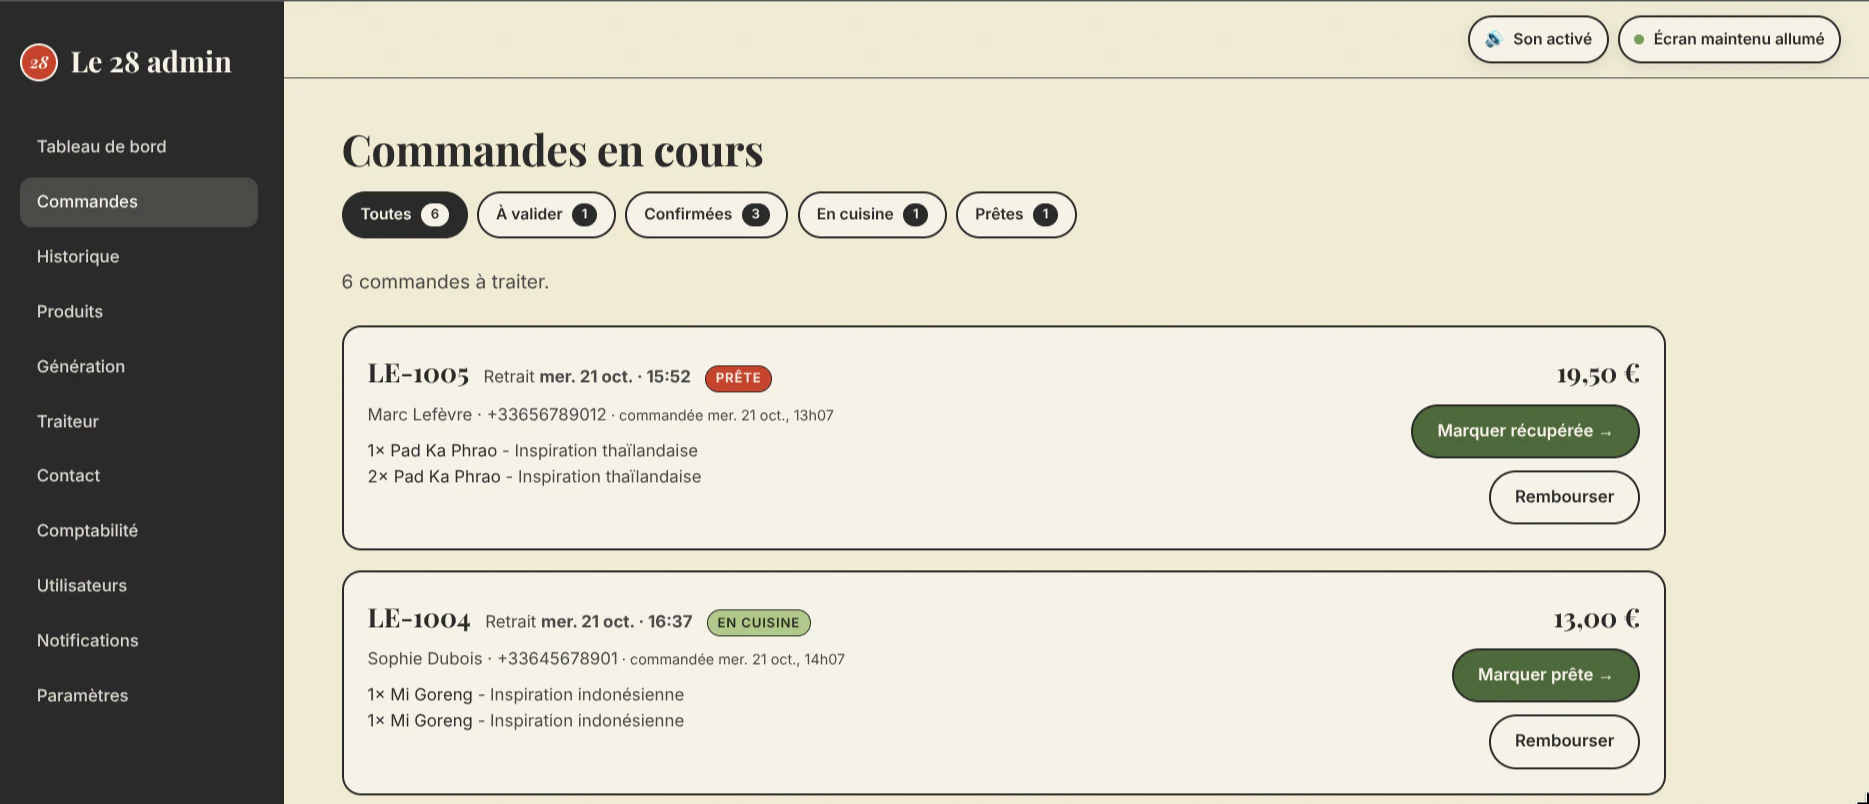 28 Le 28 admin
Tableau de bord
Commandes
Historique
Produits
Génération
Traiteur
Contact
Comptabilité
Utilisateurs
Notifications
Paramètres
Son activé
Écran maintenu allumé
Commandes en cours
Toutes 6 À valider 1 Confirmées 3 En cuisine 1 Prêtes 1
6 commandes à traiter.
LE-1005 Retrait mer. 21 oct. · 15:52 PRÊTE
Marc Lefèvre · +33656789012 · commandée mer. 21 oct., 13h07
1× Pad Ka Phrao - Inspiration thaïlandaise
2× Pad Ka Phrao - Inspiration thaïlandaise
19,50 €
Marquer récupérée →
Rembourser
LE-1004 Retrait mer. 21 oct. · 16:37 EN CUISINE
Sophie Dubois · +33645678901 · commandée mer. 21 oct., 14h07
1× Mi Goreng - Inspiration indonésienne
1× Mi Goreng - Inspiration indonésienne
13,00 €
Marquer prête →
Rembourser